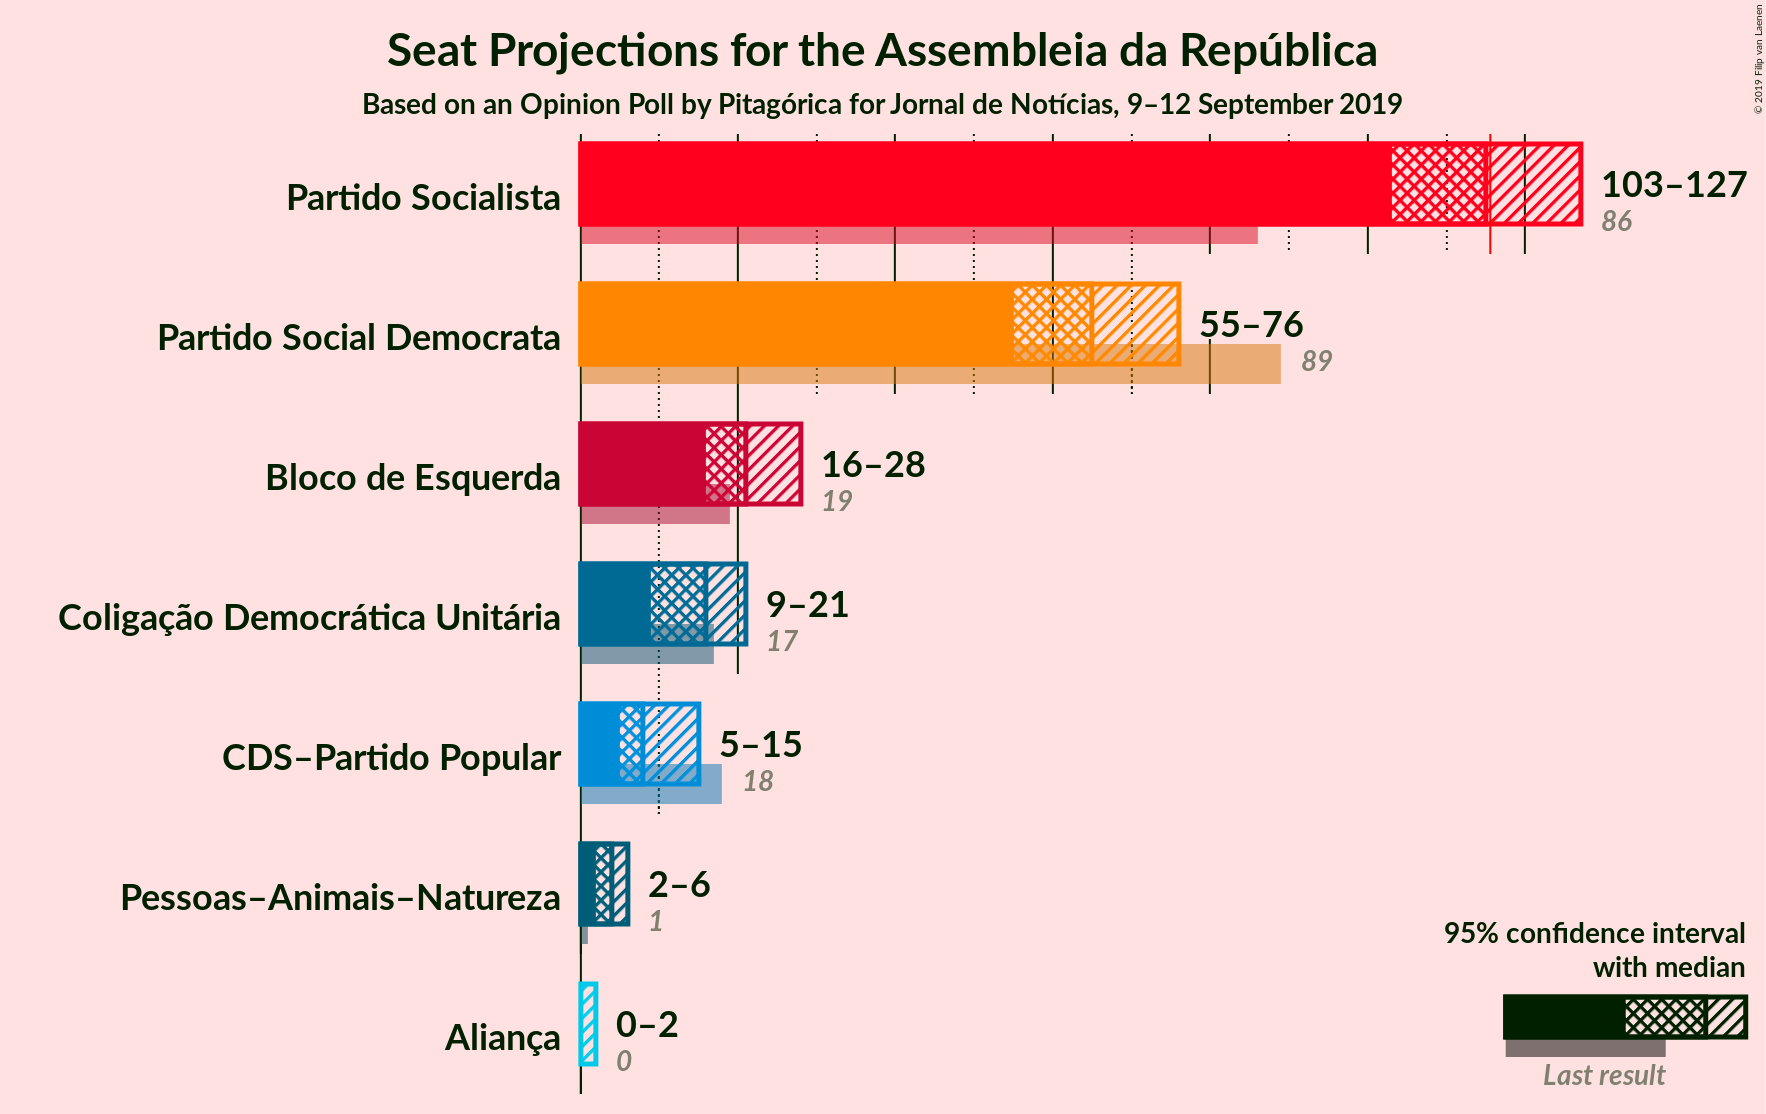 Seat Projections for the Assembleia da República
Based on an Opinion Poll by Pitagórica for Jornal de Notícias, 9–12 September 2019
© 2019 Filip van Laenen
Partido Socialista
103–127
86
Partido Social Democrata
55–76
89
Bloco de Esquerda
16–28
19
Coligação Democrática Unitária
9–21
17
CDS–Partido Popular
5–15
18
Pessoas–Animais–Natureza
2–6
1
Aliança
0–2
0
95% confidence interval
with median
Last result